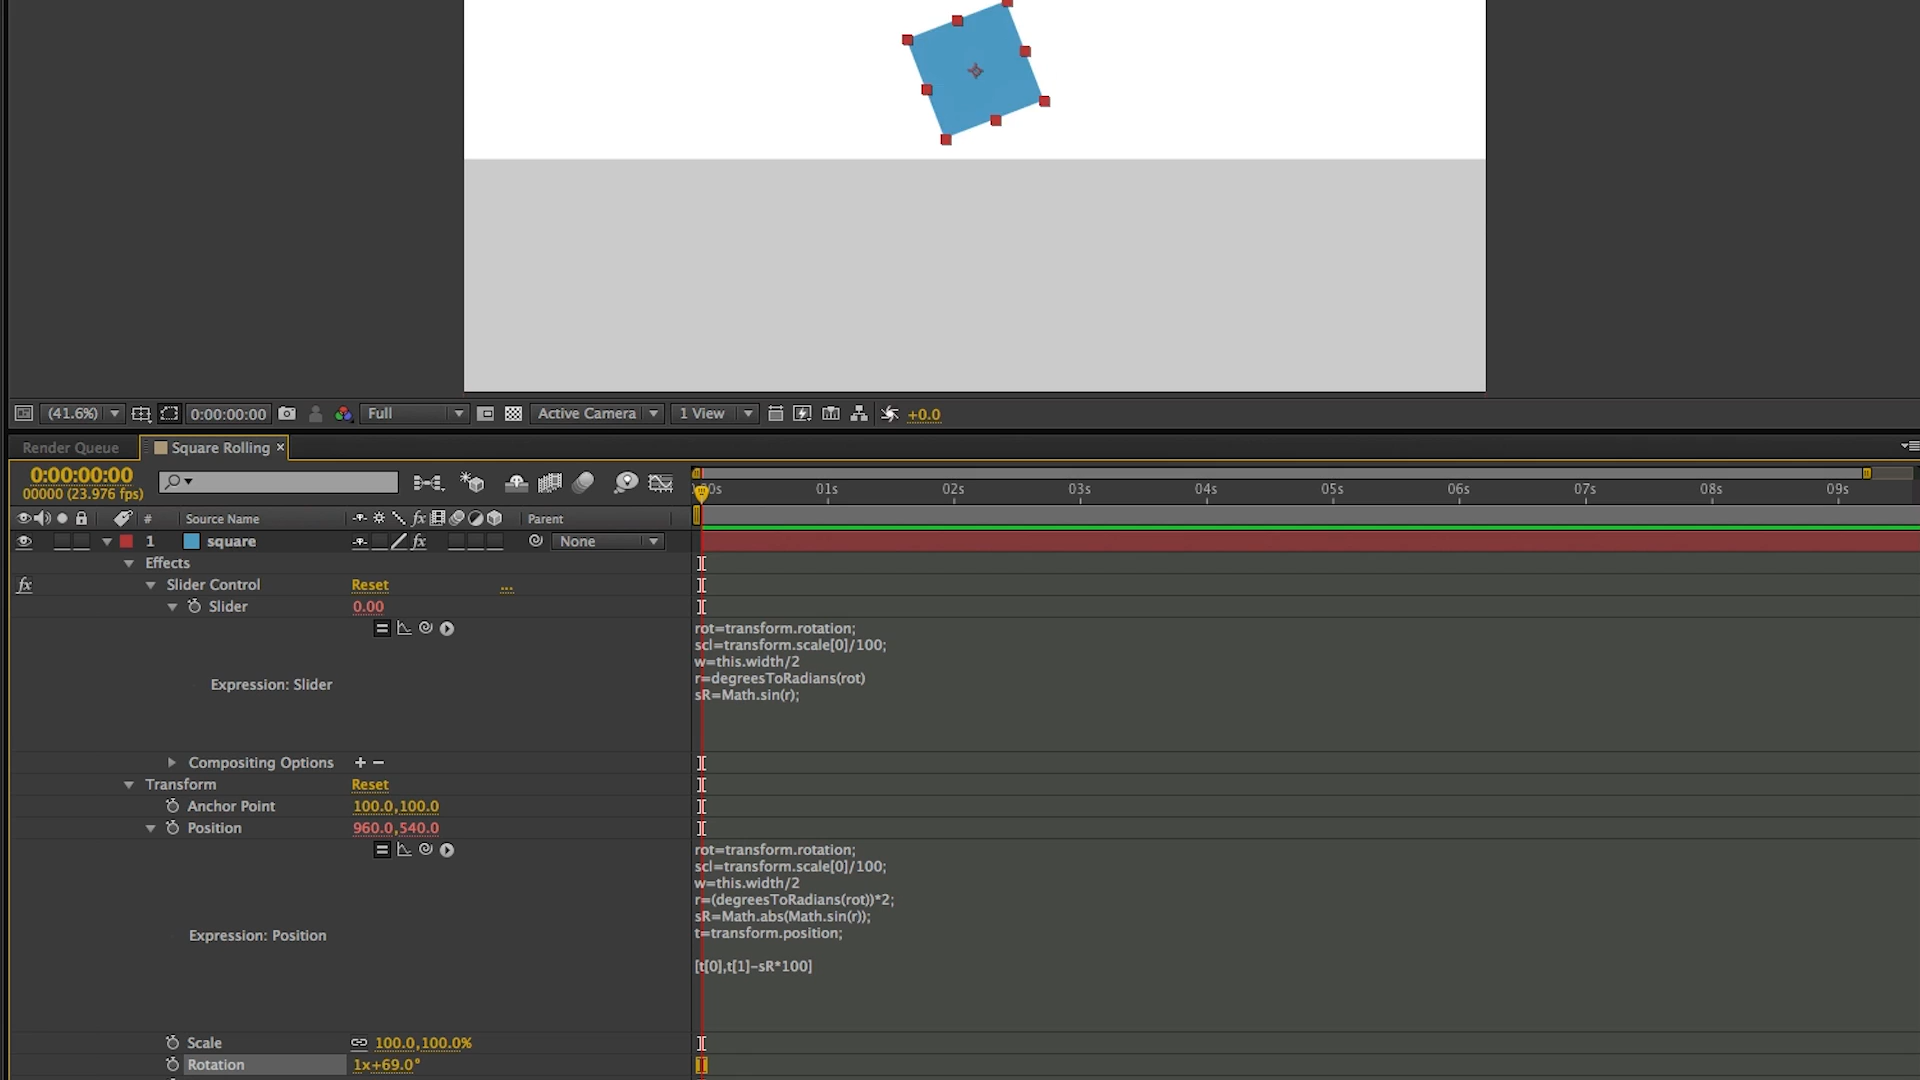 (41.6%)
0:00:00:00
Full
Active Camera
1 View
+0.0
Render Queue
Square Rolling ×
0:00:00:00
00000 (23.976 fps)
01s
02s
03s
04s
05s
06s
07s
08s
09s
#
Source Name
fx
Parent
1
square
fx
None
Effects
fx
Slider Control
Reset
...
Slider
0.00
Expression: Slider
rot=transform.rotation;
scl=transform.scale[0]/100;
w=this.width/2
r=degreesToRadians(rot)
sR=Math.sin(r);
Compositing Options
+ −
Transform
Reset
Anchor Point
100.0,100.0
Position
960.0,540.0
Expression: Position
rot=transform.rotation;
scl=transform.scale[0]/100;
w=this.width/2
r=(degreesToRadians(rot))*2;
sR=Math.abs(Math.sin(r));
t=transform.position;
[t[0],t[1]-sR*100]
Scale
100.0,100.0%
Rotation
1x+69.0°